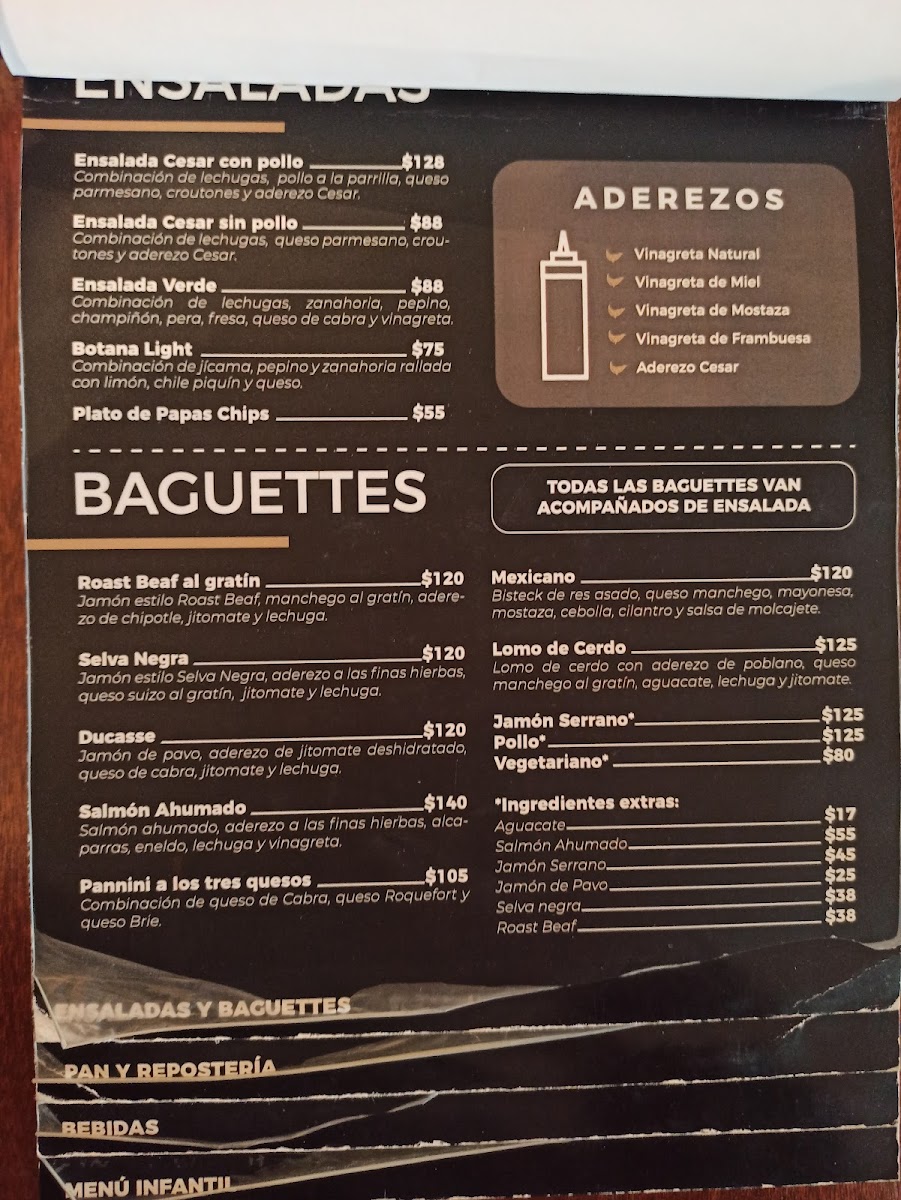 ENSALADAS
Ensalada Cesar con pollo $128
Combinación de lechugas, pollo a la parrilla, queso
parmesano, croutones y aderezo Cesar.
Ensalada Cesar sin pollo $88
Combinación de lechugas, queso parmesano, crou-
tones y aderezo Cesar.
Ensalada Verde $88
Combinación de lechugas, zanahoria, pepino,
champiñón, pera, fresa, queso de cabra y vinagreta.
Botana Light $75
Combinación de jícama, pepino y zanahoria rallada
con limón, chile piquín y queso.
Plato de Papas Chips $55
ADEREZOS
Vinagreta Natural
Vinagreta de Miel
Vinagreta de Mostaza
Vinagreta de Frambuesa
Aderezo Cesar
BAGUETTES
TODAS LAS BAGUETTES VAN
ACOMPAÑADOS DE ENSALADA
Roast Beaf al gratín $120
Jamón estilo Roast Beaf, manchego al gratín, adere-
zo de chipotle, jitomate y lechuga.
Selva Negra $120
Jamón estilo Selva Negra, aderezo a las finas hierbas,
queso suizo al gratín, jitomate y lechuga.
Ducasse $120
Jamón de pavo, aderezo de jitomate deshidratado,
queso de cabra, jitomate y lechuga.
Salmón Ahumado $140
Salmón ahumado, aderezo a las finas hierbas, alca-
parras, eneldo, lechuga y vinagreta.
Pannini a los tres quesos $105
Combinación de queso de Cabra, queso Roquefort y
queso Brie.
Mexicano $120
Bisteck de res asado, queso manchego, mayonesa,
mostaza, cebolla, cilantro y salsa de molcajete.
Lomo de Cerdo $125
Lomo de cerdo con aderezo de poblano, queso
manchego al gratín, aguacate, lechuga y jitomate.
Jamón Serrano* $125
Pollo* $125
Vegetariano* $80
*Ingredientes extras:
Aguacate $17
Salmón Ahumado $55
Jamón Serrano $45
Jamón de Pavo $25
Selva negra $38
Roast Beaf $38
ENSALADAS Y BAGUETTES
PAN Y REPOSTERÍA
BEBIDAS
MENÚ INFANTIL